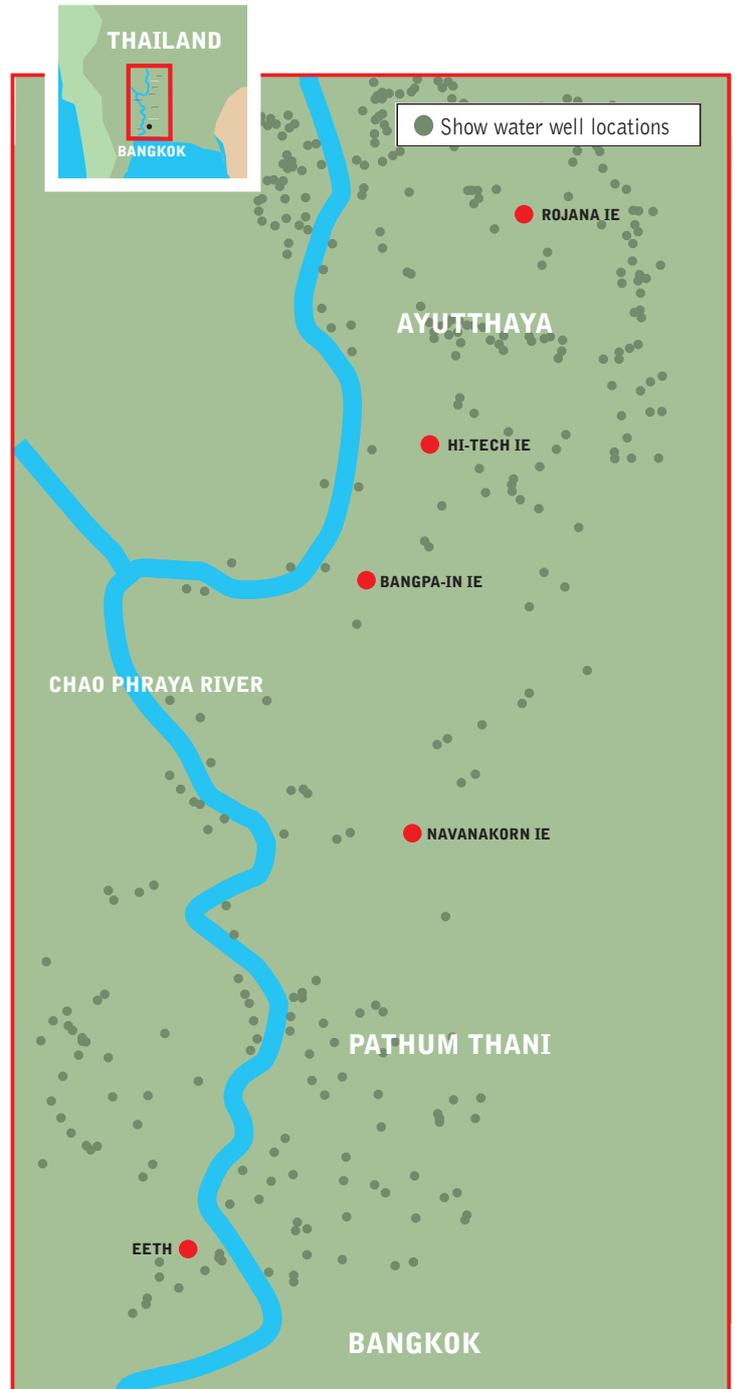 THAILAND
BANGKOK
Show water well locations
ROJANA IE
AYUTTHAYA
HI-TECH IE
BANGPA-IN IE
CHAO PHRAYA RIVER
NAVANAKORN IE
PATHUM THANI
EETH
BANGKOK